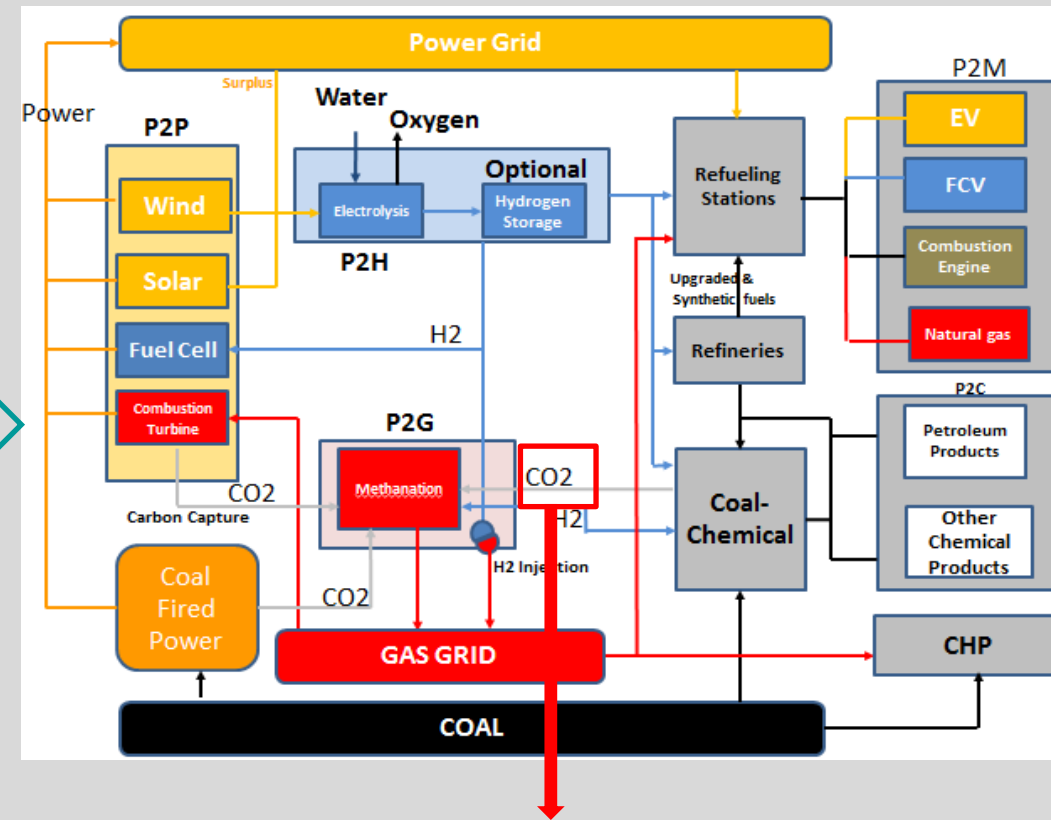 Power Grid
Surplus
Power
P2P
Wind
Solar
Fuel Cell
Combustion
Turbine
Water
Oxygen
Optional
Electrolysis
Hydrogen
Storage
P2H
H2
P2G
Methanation
CO2
CO2
Carbon Capture
H2
H2 Injection
Coal
Fired
Power
CO2
GAS GRID
COAL
Refueling
Stations
Upgraded &
Synthetic fuels
Refineries
Coal-
Chemical
P2M
EV
FCV
Combustion
Engine
Natural gas
P2C
Petroleum
Products
Other
Chemical
Products
CHP